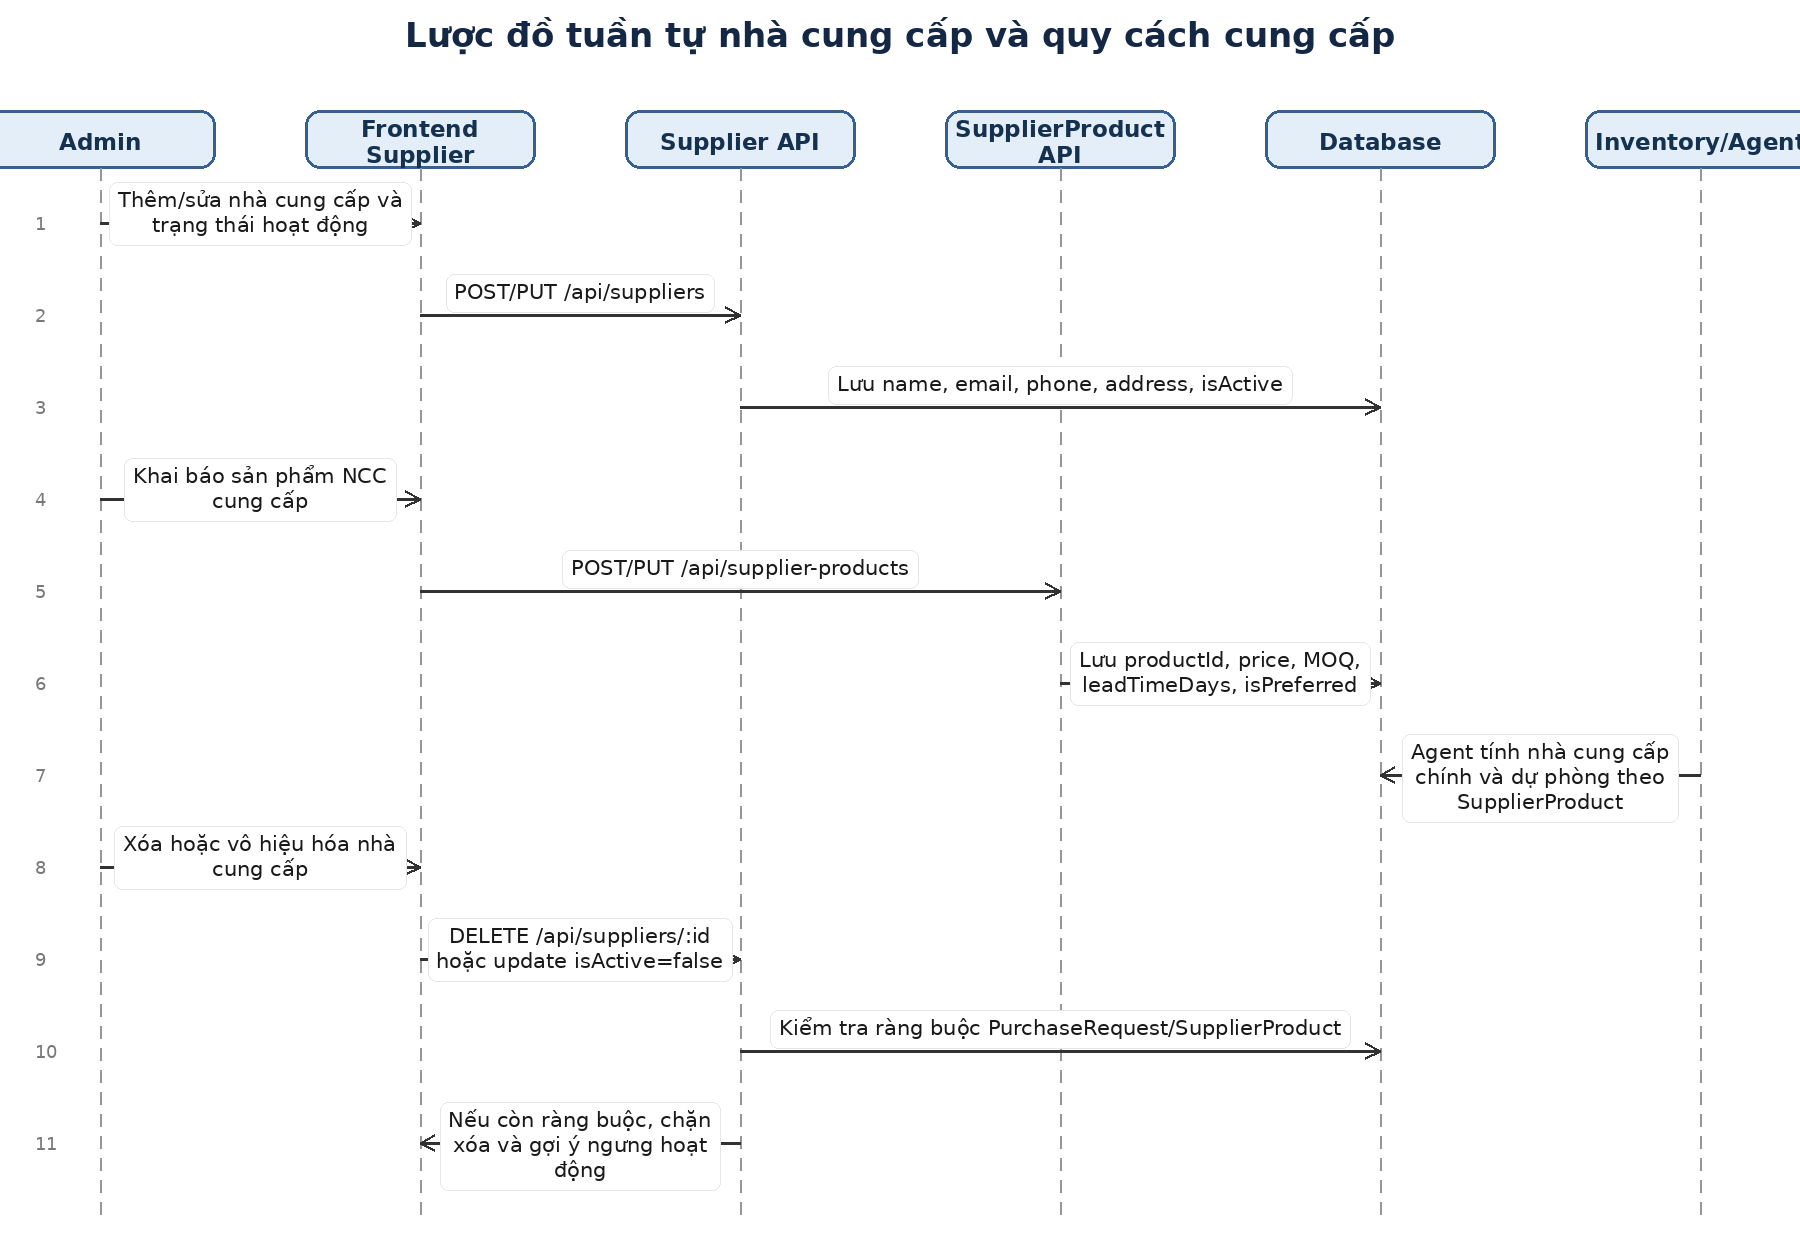 Lược đồ tuần tự nhà cung cấp và quy cách cung cấp
Admin
Frontend
Supplier
Supplier API
SupplierProduct
API
Database
Inventory/Agent
1
Thêm/sửa nhà cung cấp và
trạng thái hoạt động
2
POST/PUT /api/suppliers
3
Lưu name, email, phone, address, isActive
4
Khai báo sản phẩm NCC
cung cấp
5
POST/PUT /api/supplier-products
6
Lưu productId, price, MOQ,
leadTimeDays, isPreferred
7
Agent tính nhà cung cấp
chính và dự phòng theo
SupplierProduct
8
Xóa hoặc vô hiệu hóa nhà
cung cấp
9
DELETE /api/suppliers/:id
hoặc update isActive=false
10
Kiểm tra ràng buộc PurchaseRequest/SupplierProduct
11
Nếu còn ràng buộc, chặn
xóa và gợi ý ngưng hoạt
động